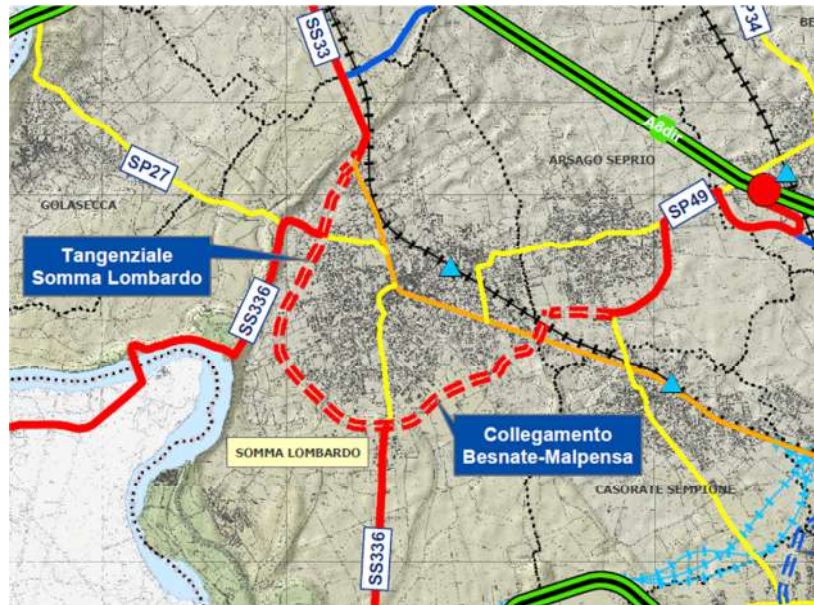 SS33
SP34
BE
A8dir
SP27
ARSAGO SEPRIO
GOLASECCA
SP49
Tangenziale
Somma Lombardo
SS336
Collegamento
Besnate-Malpensa
SOMMA LOMBARDO
CASORATE SEMPIONE
SS336